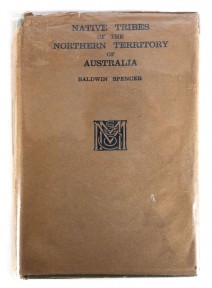 NATIVE TRIBES
OF THE
NORTHERN TERRITORY
OF
AUSTRALIA
BALDWIN SPENCER